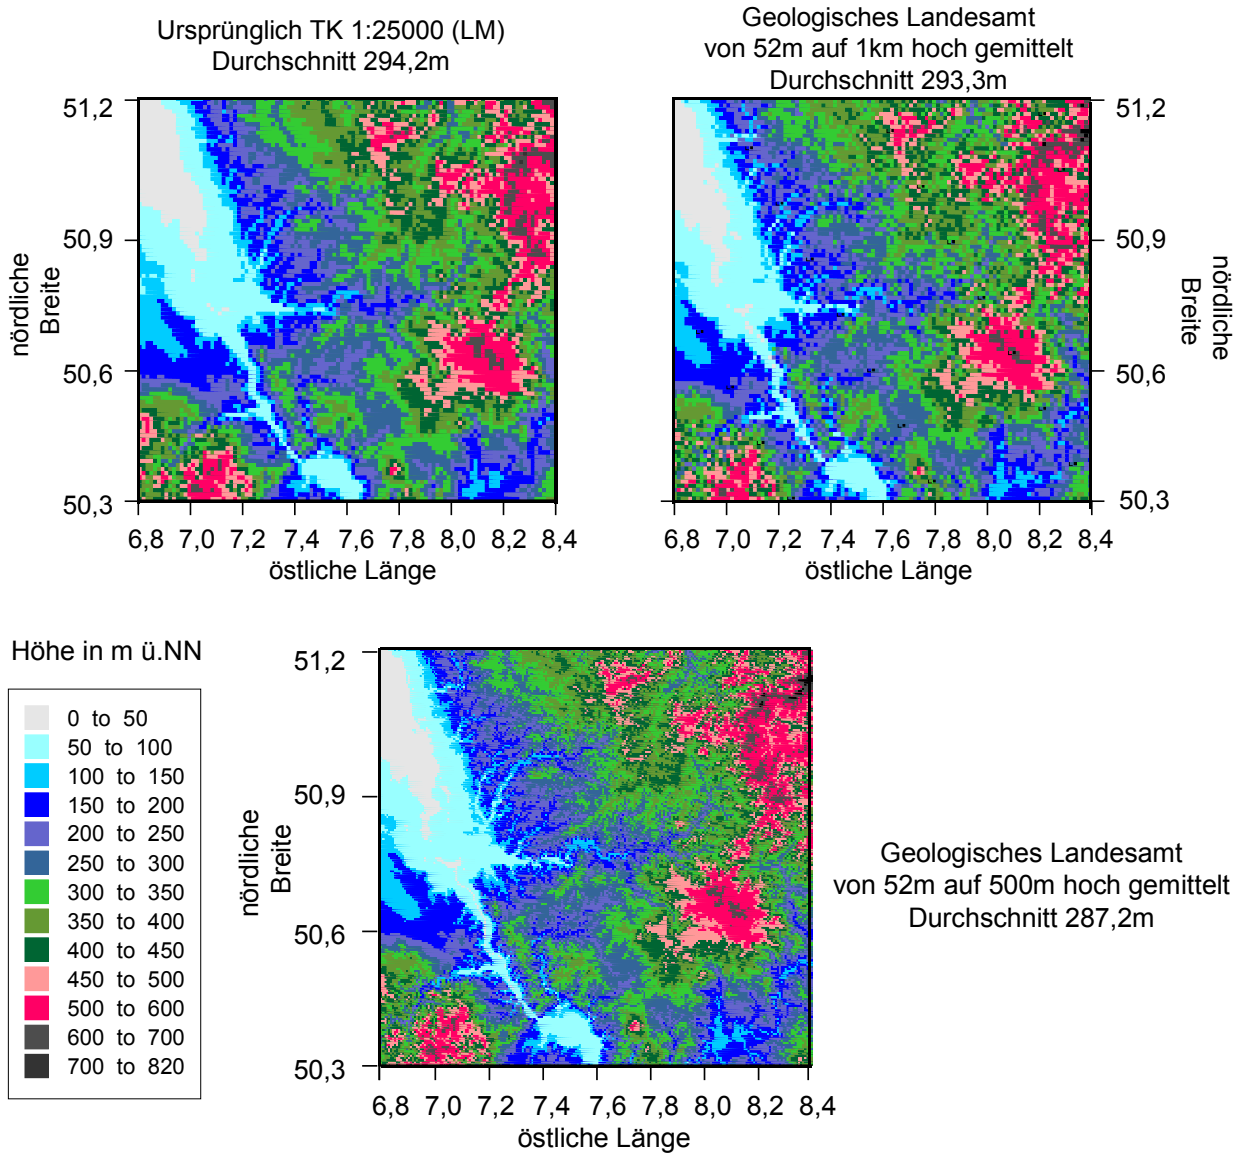 Ursprünglich TK 1:25000 (LM)
Durchschnitt 294,2m
Geologisches Landesamt
von 52m auf 1km hoch gemittelt
Durchschnitt 293,3m
51,2
50,9
50,6
50,3
nördliche
Breite
6,8 7,0 7,2 7,4 7,6 7,8 8,0 8,2 8,4
östliche Länge
51,2
50,9
50,6
50,3
nördliche
Breite
6,8 7,0 7,2 7,4 7,6 7,8 8,0 8,2 8,4
östliche Länge
Höhe in m ü.NN
0 to 50
50 to 100
100 to 150
150 to 200
200 to 250
250 to 300
300 to 350
350 to 400
400 to 450
450 to 500
500 to 600
600 to 700
700 to 820
51,2
50,9
50,6
50,3
nördliche
Breite
6,8 7,0 7,2 7,4 7,6 7,8 8,0 8,2 8,4
östliche Länge
Geologisches Landesamt
von 52m auf 500m hoch gemittelt
Durchschnitt 287,2m